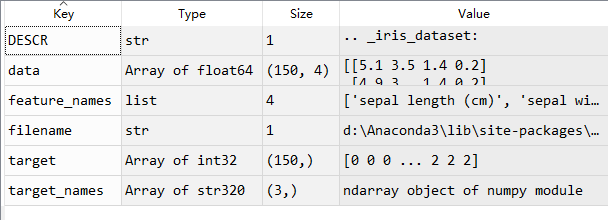 Key Type Size Value
DESCR str 1 .. _iris_dataset:
data Array of float64 (150, 4) [[5.1 3.5 1.4 0.2]
[4.9 3. 1.4 0.2]
feature_names list 4 ['sepal length (cm)', 'sepal wi…
filename str 1 d:\Anaconda3\lib\site-packages\…
target Array of int32 (150,) [0 0 0 ... 2 2 2]
target_names Array of str320 (3,) ndarray object of numpy module